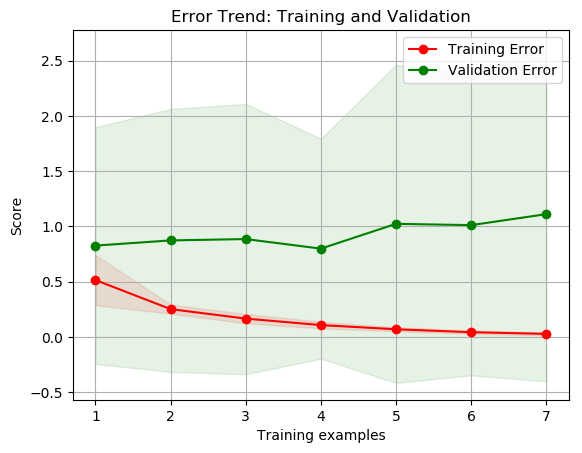 Error Trend: Training and Validation
Training Error
Validation Error
Score
2.5
2.0
1.5
1.0
0.5
0.0
−0.5
1 2 3 4 5 6 7
Training examples